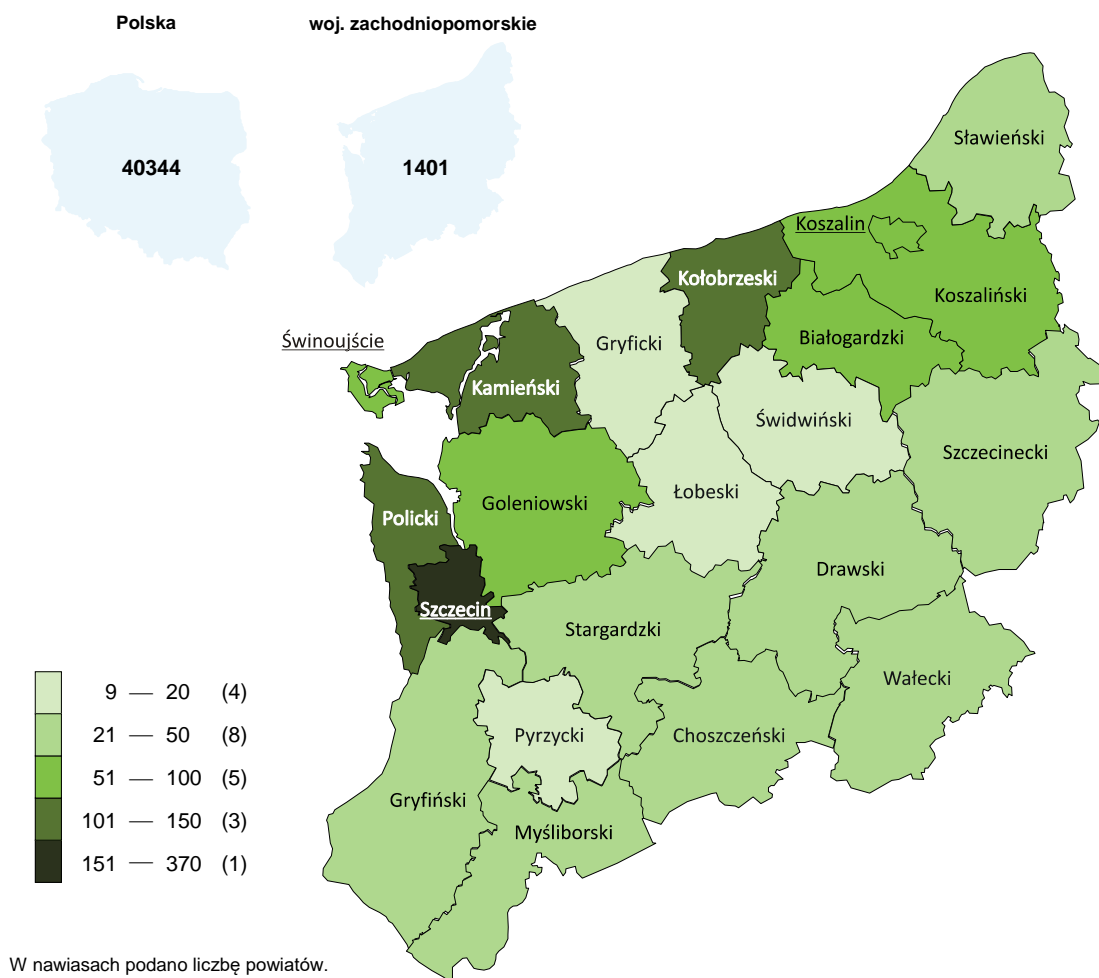 Polska
woj. zachodniopomorskie
40344
1401
Sławieński
Koszalin
Kołobrzeski
Koszaliński
Świnoujście
Gryficki
Białogardzki
Kamieński
Świdwiński
Szczecinecki
Łobeski
Goleniowski
Policki
Drawski
Szczecin
Stargardzki
Wałecki
9 — 20 (4)
21 — 50 (8)
51 — 100 (5)
101 — 150 (3)
151 — 370 (1)
Pyrzycki
Choszczeński
Gryfiński
Myśliborski
W nawiasach podano liczbę powiatów.